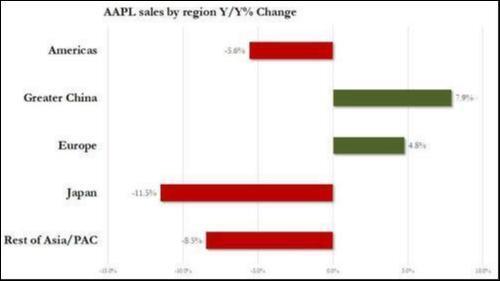 AAPL sales by region Y/Y% Change
Americas
-5.6%
Greater China
7.9%
Europe
4.8%
Japan
-11.5%
Rest of Asia/PAC
-8.5%
-15.0% -10.0% -5.0% 0.0% 5.0% 10.0%